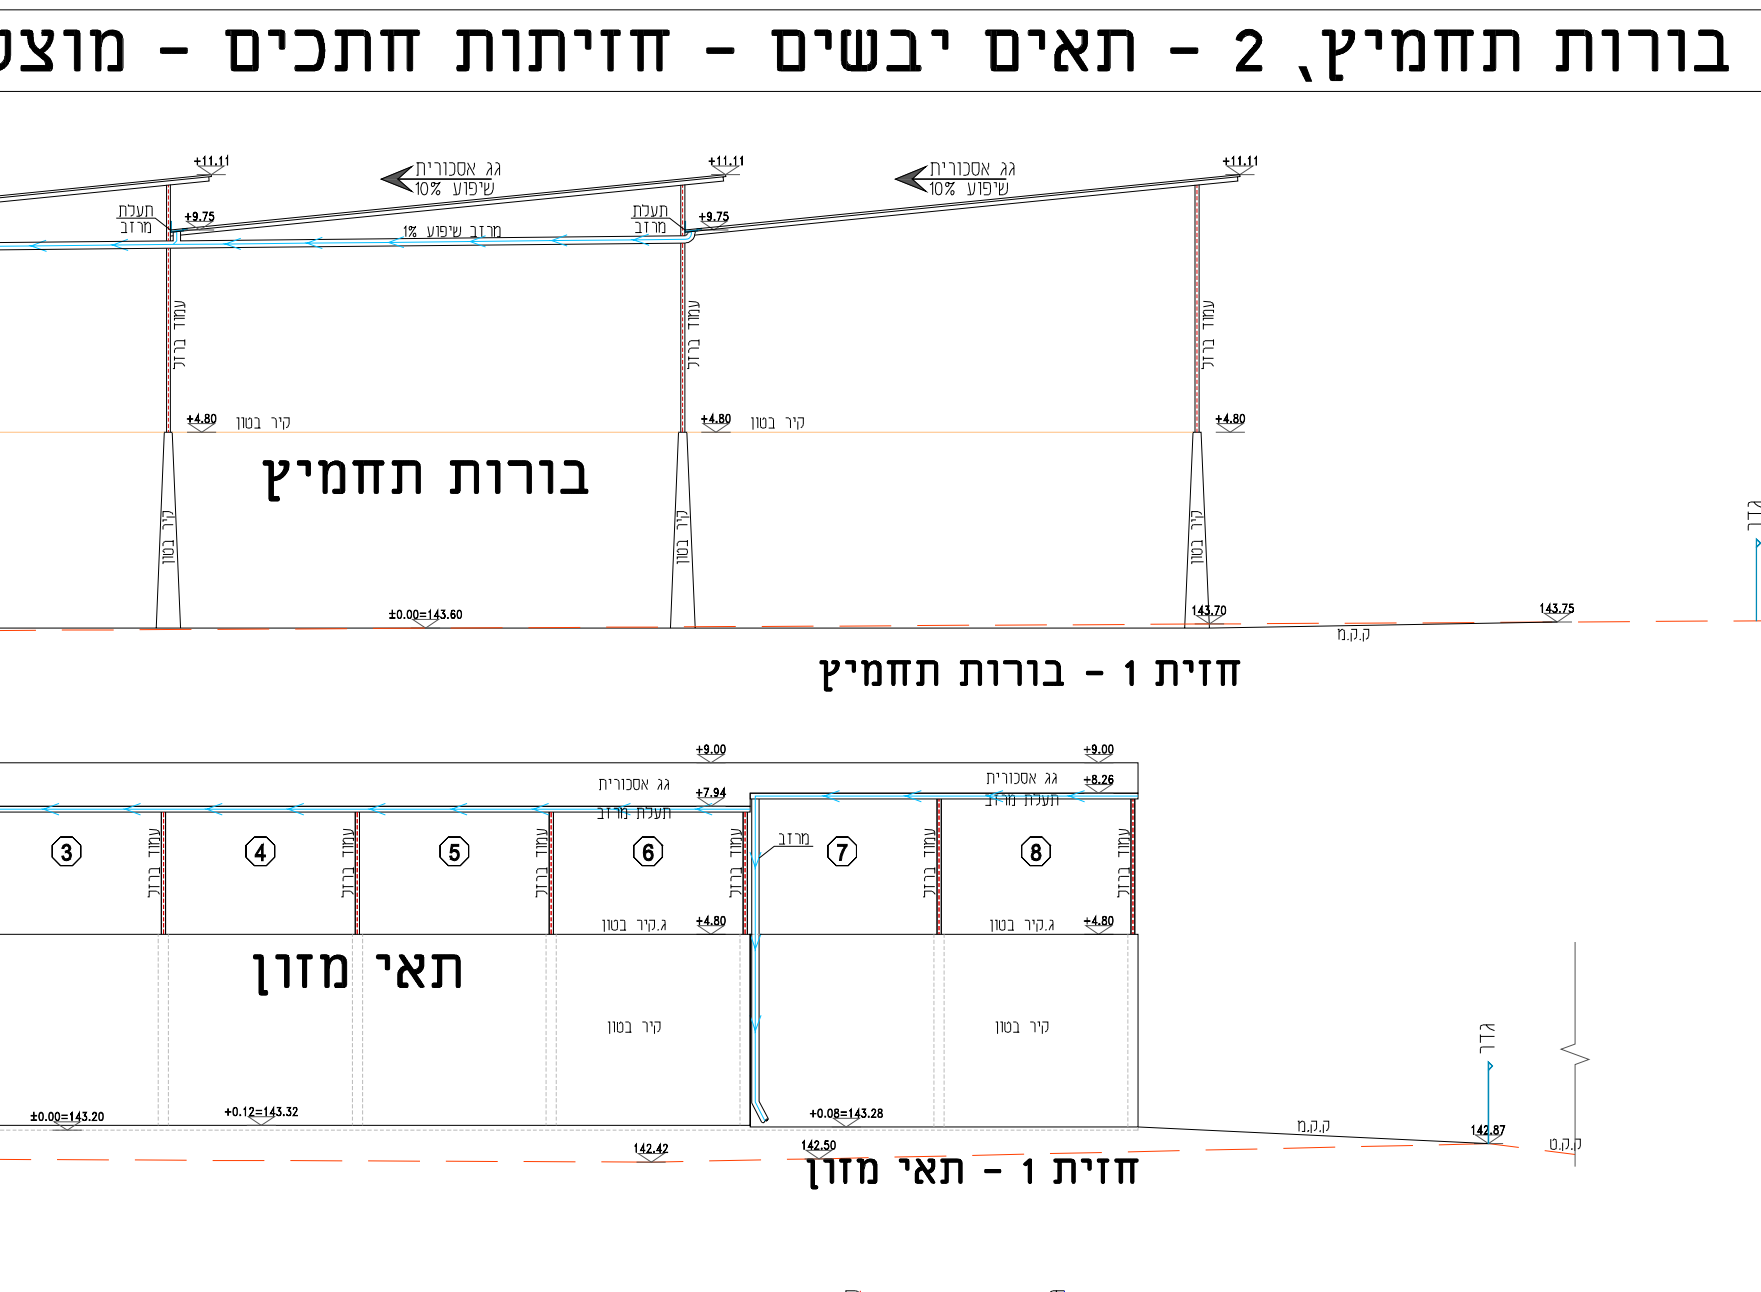 בורות תחמיץ, 2 - תאים יבשים - חזיתות חתכים -
+11.11
+11.11
+11.11
גג אסכורית
שיפוע 10%
גג אסכורית
שיפוע 10%
תעלת
מרזב
+9.75
תעלת
מרזב
+9.75
מרזב שיפוע 1%
עמוד ברזל
עמוד ברזל
עמוד ברזל
+4.80
קיר בטון
+4.80
קיר בטון
+4.80
בורות תחמיץ
קיר בטון
קיר בטון
קיר בטון
גדר
±0.00=143.60
143.70
143.75
ק.ק.מ
חזית 1 - בורות תחמיץ
+9.00
+9.00
גג אסכורית
+7.94
גג אסכורית
+8.26
תעלת מרזב
תעלת מרזב
3
4
5
6
מרזב
7
8
עמוד ברזל
עמוד ברזל
עמוד ברזל
עמוד ברזל
עמוד ברזל
עמוד ברזל
ג.קיר בטון
+4.80
ג.קיר בטון
+4.80
תאי מזון
קיר בטון
קיר בטון
גדר
±0.00=143.20
+0.12=143.32
+0.08=143.28
ק.ק.מ
142.87
142.42
142.50
ק.ק.ט
חזית 1 - תאי מזון